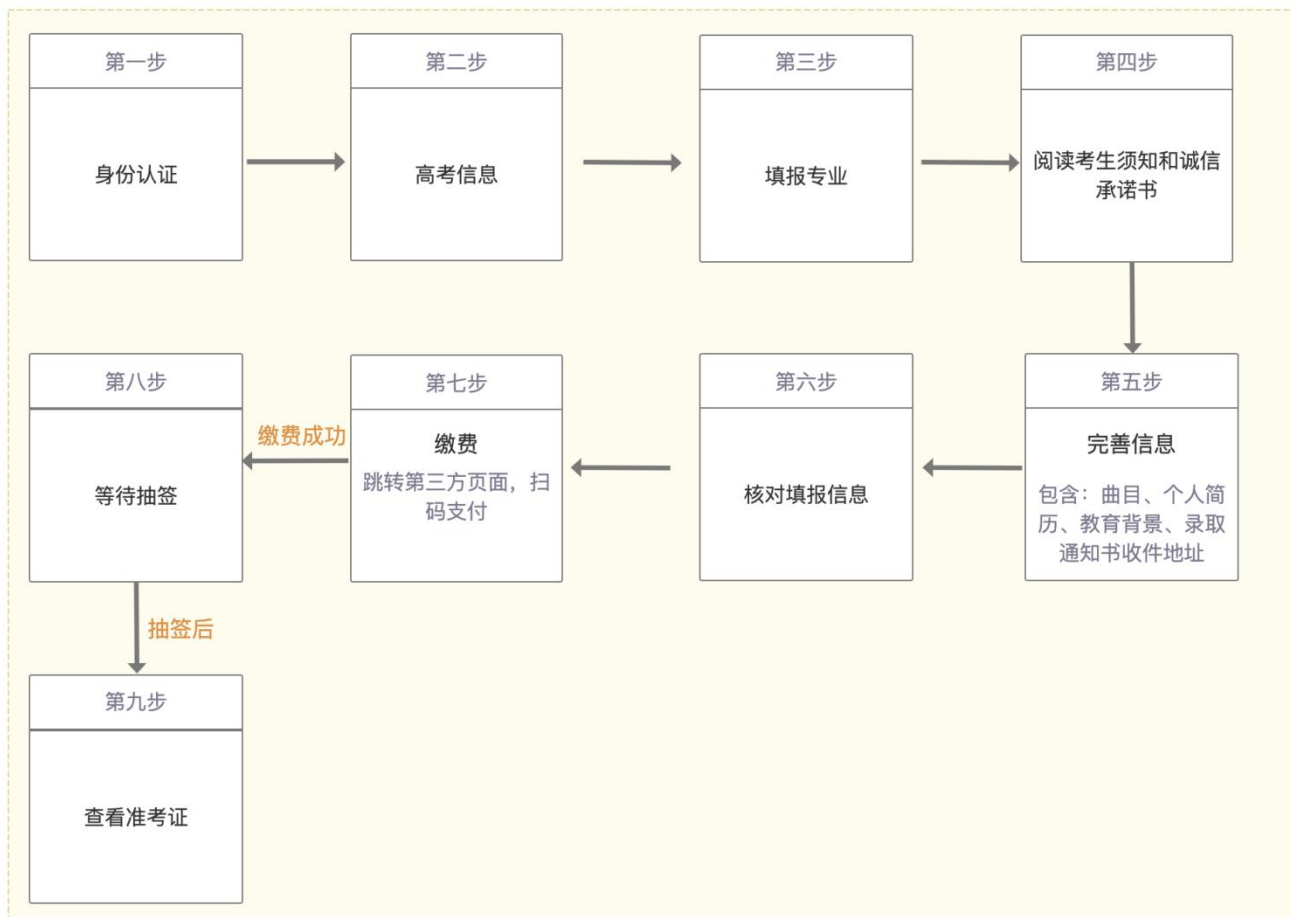 第一步
身份认证
第二步
高考信息
第三步
填报专业
第四步
阅读考生须知和诚信
承诺书
第五步
完善信息
包含：曲目、个人简
历、教育背景、录取
通知书收件地址
第六步
核对填报信息
第七步
缴费
跳转第三方页面，扫
码支付
缴费成功
第八步
等待抽签
抽签后
第九步
查看准考证